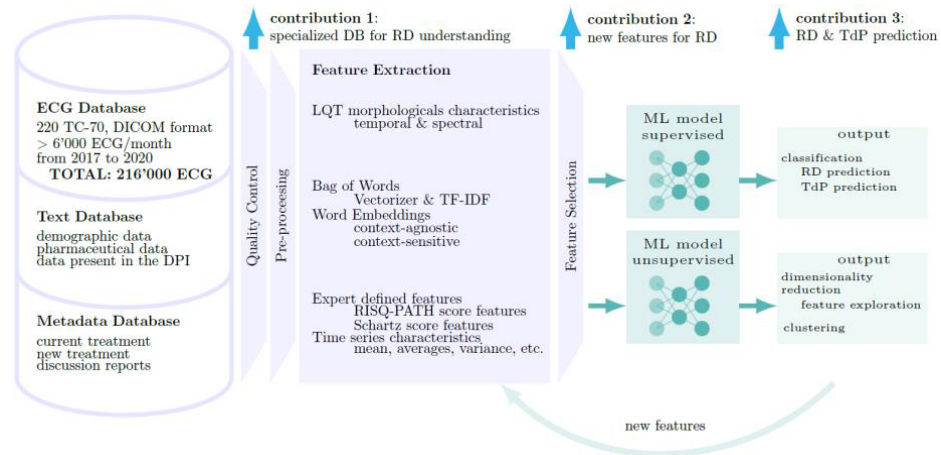 contribution 1:
specialized DB for RD understanding
contribution 2:
new features for RD
contribution 3:
RD & TdP prediction
ECG Database
220 TC-70, DICOM format
> 6'000 ECG/month
from 2017 to 2020
TOTAL: 216'000 ECG
Text Database
demographic data
pharmaceutical data
data present in the DPI
Metadata Database
current treatment
new treatment
discussion reports
Quality Control
Pre-proceesing
Feature Extraction
LQT morphologicals characteristics
temporal & spectral
Bag of Words
Vectorizer & TF-IDF
Word Embeddings
context-agnostic
context-sensitive
Expert defined features
RISQ-PATH score features
Schartz score features
Time series characteristics
mean, averages, variance, etc.
Feature Selection
ML model
supervised
output
classification
RD prediction
TdP prediction
ML model
unsupervised
output
dimensionality
reduction
feature exploration
clustering
new features